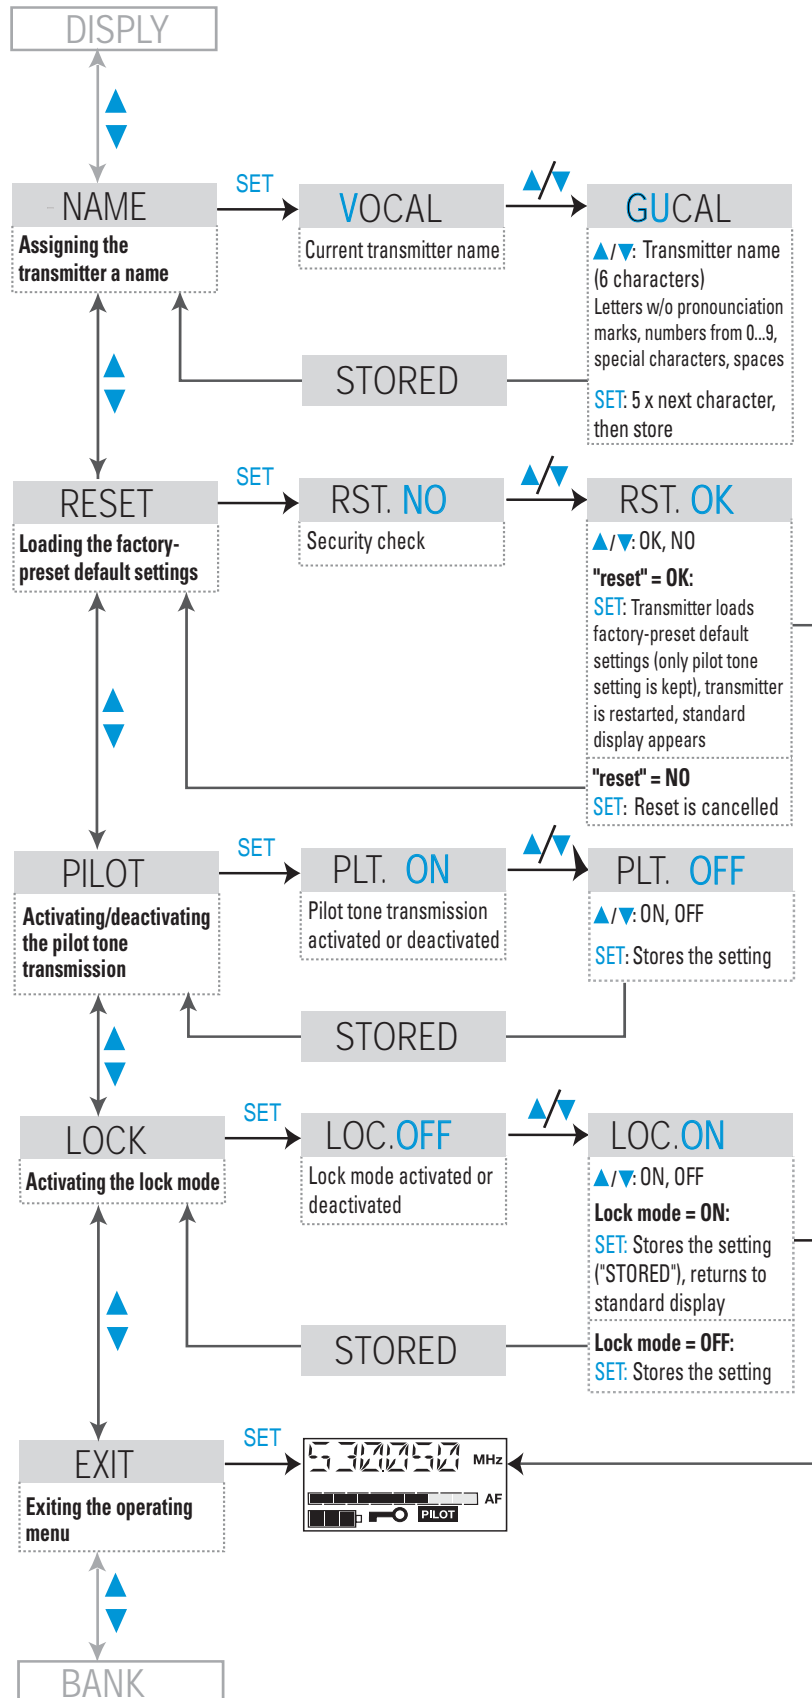 DISPLY
NAME
SET
VOCAL
GUCAL
Assigning the
transmitter a name
Current transmitter name
▲/▼: Transmitter name
(6 characters)
Letters w/o pronounciation
marks, numbers from 0...9,
special characters, spaces
SET: 5 x next character,
then store
STORED
RESET
SET
RST. NO
RST. OK
Loading the factory-
preset default settings
Security check
▲/▼: OK, NO
"reset" = OK:
SET: Transmitter loads
factory-preset default
settings (only pilot tone
setting is kept), transmitter
is restarted, standard
display appears
"reset" = NO
SET: Reset is cancelled
PILOT
SET
PLT. ON
PLT. OFF
Activating/deactivating
the pilot tone
transmission
Pilot tone transmission
activated or deactivated
▲/▼: ON, OFF
SET: Stores the setting
STORED
LOCK
SET
LOC.OFF
LOC.ON
Activating the lock mode
Lock mode activated or
deactivated
▲/▼: ON, OFF
Lock mode = ON:
SET: Stores the setting
("STORED"), returns to
standard display
Lock mode = OFF:
SET: Stores the setting
STORED
EXIT
SET
530.050 MHz
AF
PILOT
Exiting the operating
menu
BANK